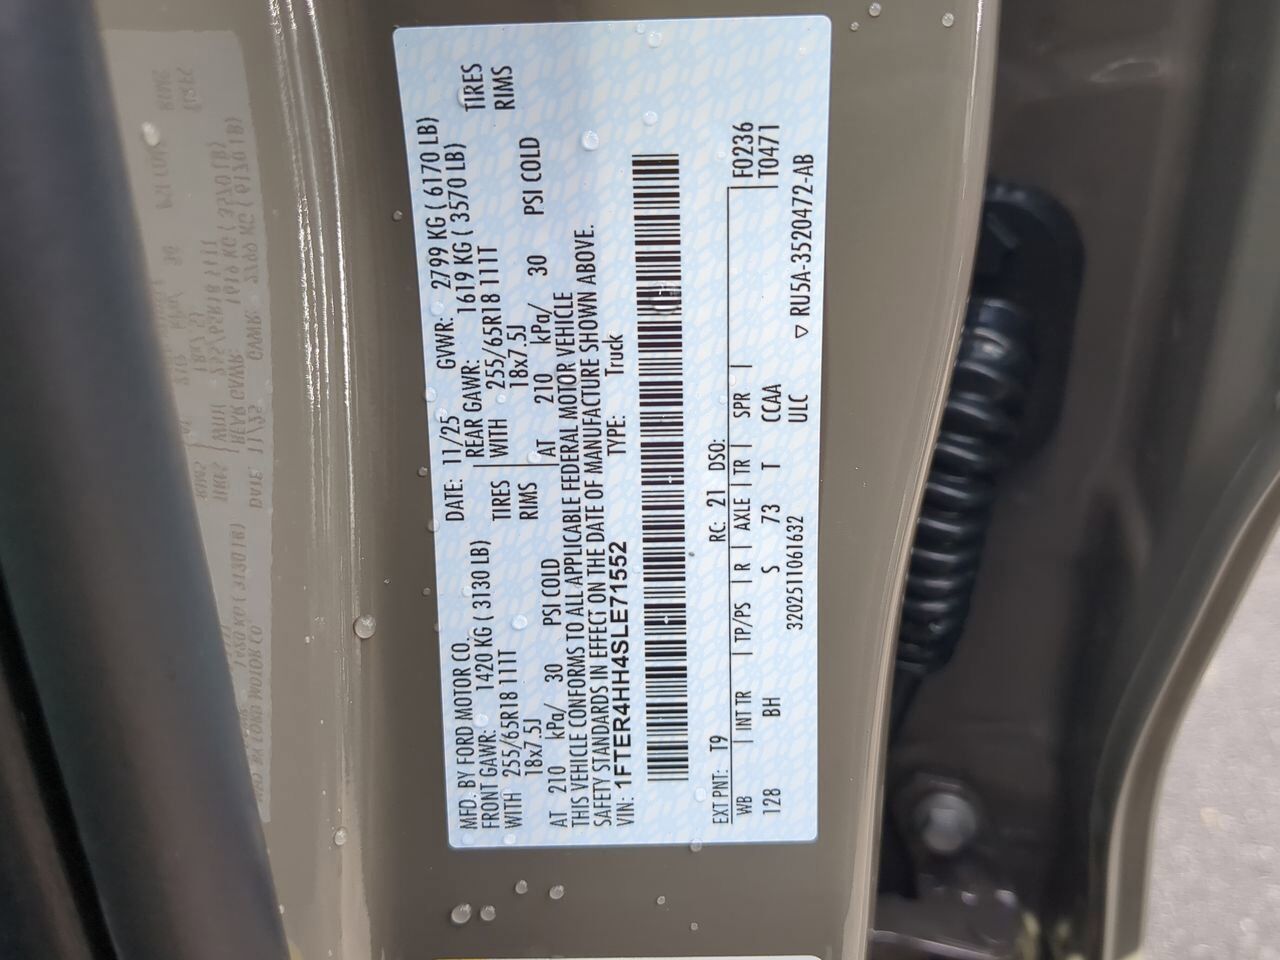 MFD. BY FORD MOTOR CO. DATE: 11/25 GVWR: 2799 KG ( 6170 LB)
FRONT GAWR: 1420 KG ( 3130 LB) REAR GAWR: 1619 KG ( 3570 LB)
WITH 255/65R18 111T TIRES WITH 255/65R18 111T TIRES
18x7.5J RIMS 18x7.5J RIMS
AT 210 kPa/ 30 PSI COLD AT 210 kPa/ 30 PSI COLD
THIS VEHICLE CONFORMS TO ALL APPLICABLE FEDERAL MOTOR VEHICLE
SAFETY STANDARDS IN EFFECT ON THE DATE OF MANUFACTURE SHOWN ABOVE.
VIN: 1FTER4HH4SLE71552 TYPE: Truck
EXT PNT: T9 RC: 21 DSO: F0236
WB INT TR TP/PS R AXLE TR SPR T0471
128 BH S 73 T CCAA
320251106​1632 ULC ▽ RU5A-3520472-AB